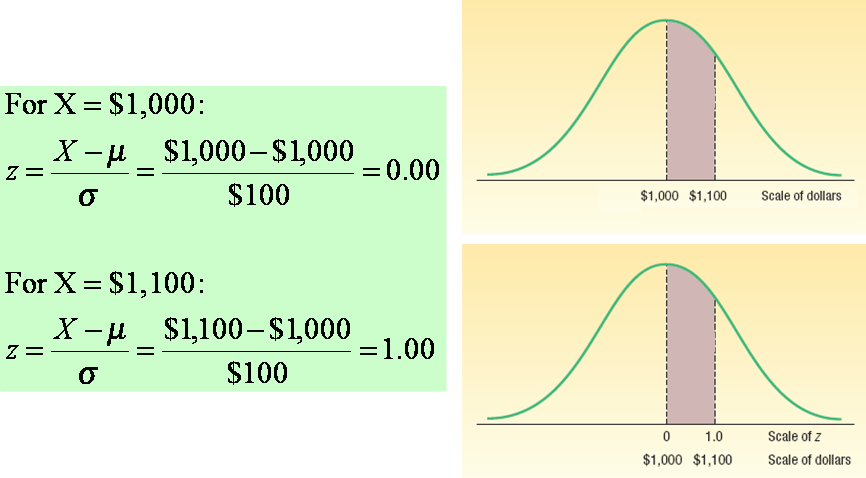 For X = $1,000:
z = (X − μ)/σ = ($1,000 − $1,000)/$100 = 0.00
For X = $1,100:
z = (X − μ)/σ = ($1,100 − $1,000)/$100 = 1.00
$1,000 $1,100 Scale of dollars
0 1.0 Scale of z
$1,000 $1,100 Scale of dollars